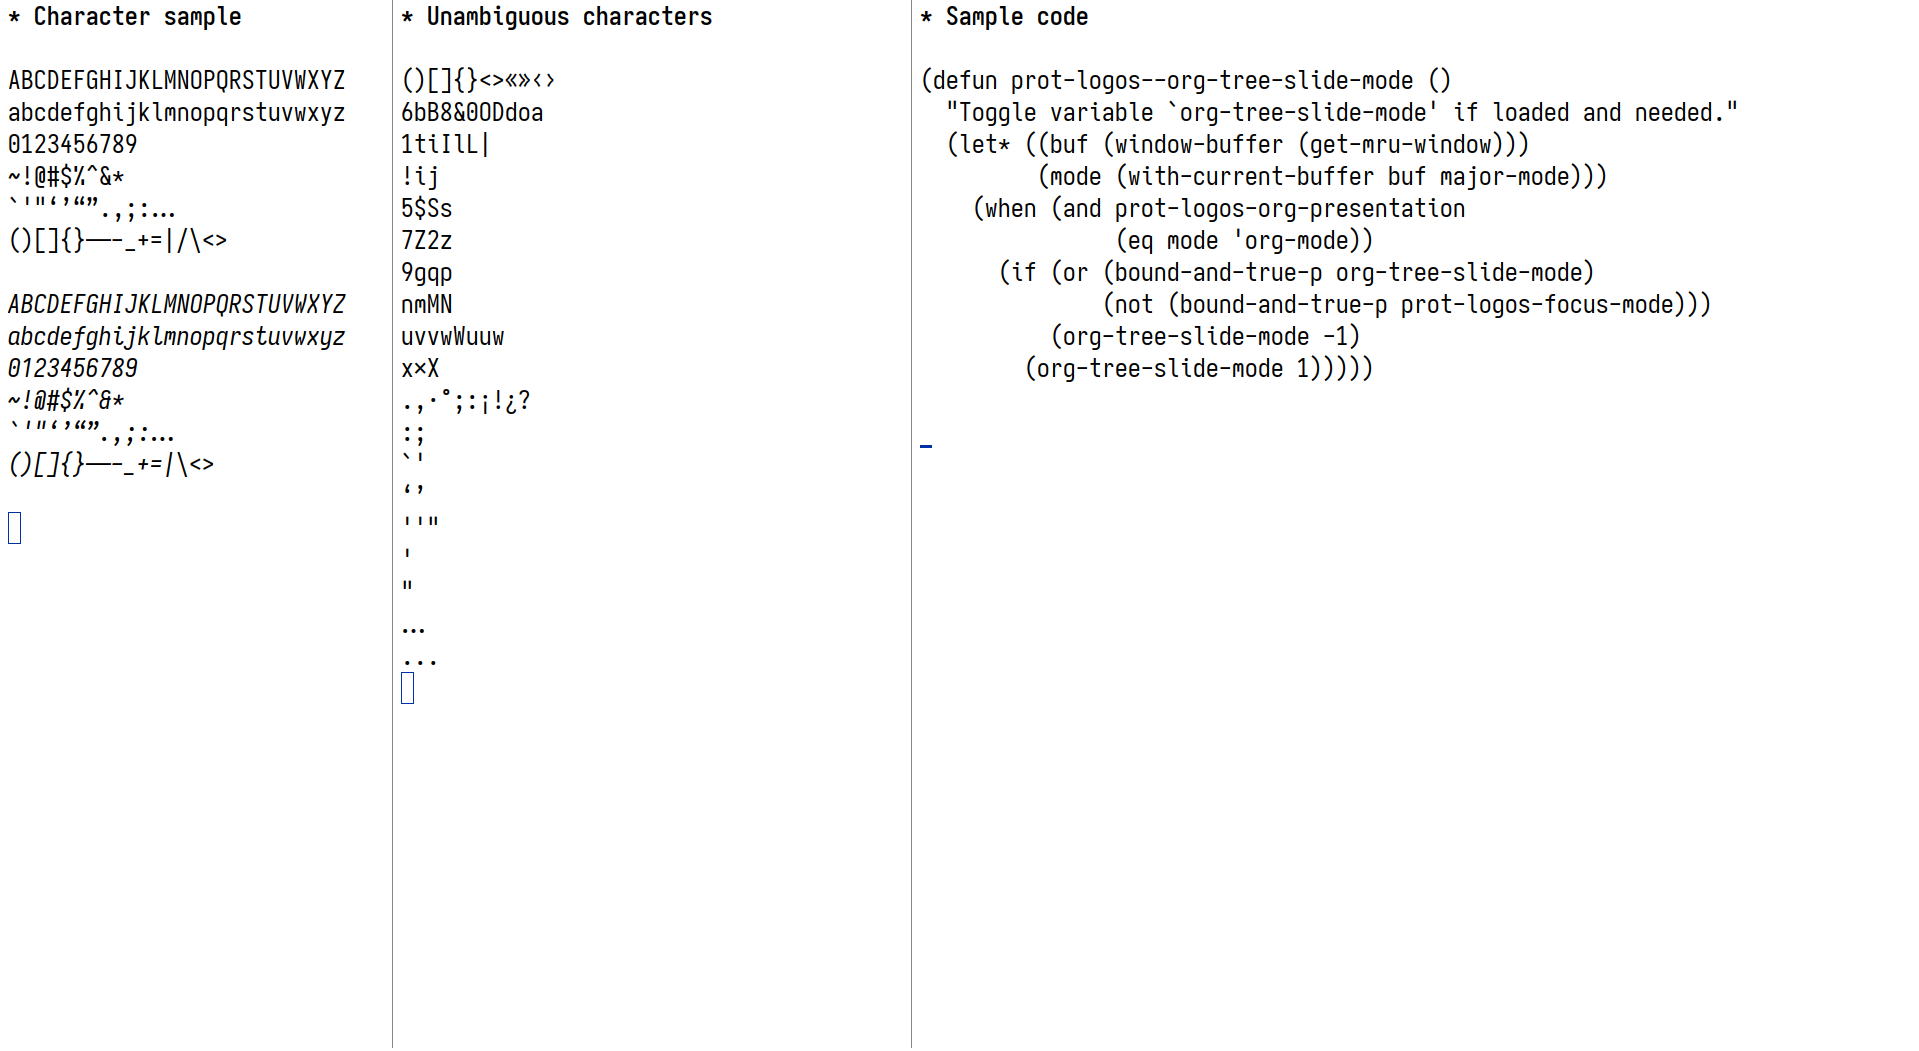 * Character sample

ABCDEFGHIJKLMNOPQRSTUVWXYZ
abcdefghijklmnopqrstuvwxyz
0123456789
~!@#$%^&*
`'"‘’“”.,;:…
()[]{}—–-_+=|/\<>

ABCDEFGHIJKLMNOPQRSTUVWXYZ
abcdefghijklmnopqrstuvwxyz
0123456789
~!@#$%^&*
`'"‘’“”.,;:…
()[]{}—–-_+=|\<>

* Unambiguous characters

()[]{}<>«»‹›
6bB8&0ODdoa
1tiIlL|
!ij
5$Ss
7Z2z
9gqp
nmMN
uvvwWuuw
x×X
.,·°;:¡!¿?
:;
`'
‘’
''"
'
"
…
...

* Sample code

(defun prot-logos--org-tree-slide-mode ()
  "Toggle variable `org-tree-slide-mode' if loaded and needed."
  (let* ((buf (window-buffer (get-mru-window)))
         (mode (with-current-buffer buf major-mode)))
    (when (and prot-logos-org-presentation
               (eq mode 'org-mode))
      (if (or (bound-and-true-p org-tree-slide-mode)
              (not (bound-and-true-p prot-logos-focus-mode)))
          (org-tree-slide-mode -1)
        (org-tree-slide-mode 1)))))